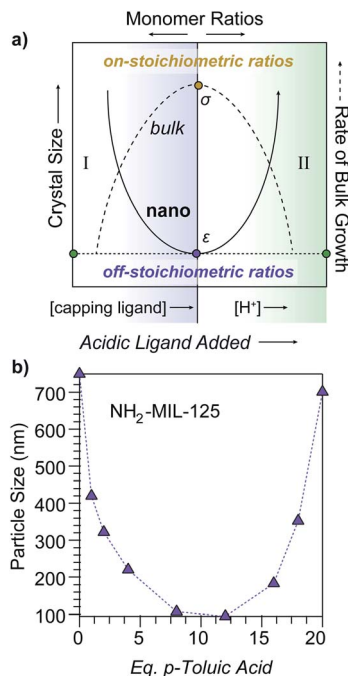 Monomer Ratios
a)
on-stoichiometric ratios
σ
bulk
I
II
nano
ε
off-stoichiometric ratios
Crystal Size
Rate of Bulk Growth
[capping ligand]
[H⁺]
Acidic Ligand Added
b)
NH₂-MIL-125
Particle Size (nm)
700
600
500
400
300
200
100
0 5 10 15 20
Eq. p-Toluic Acid